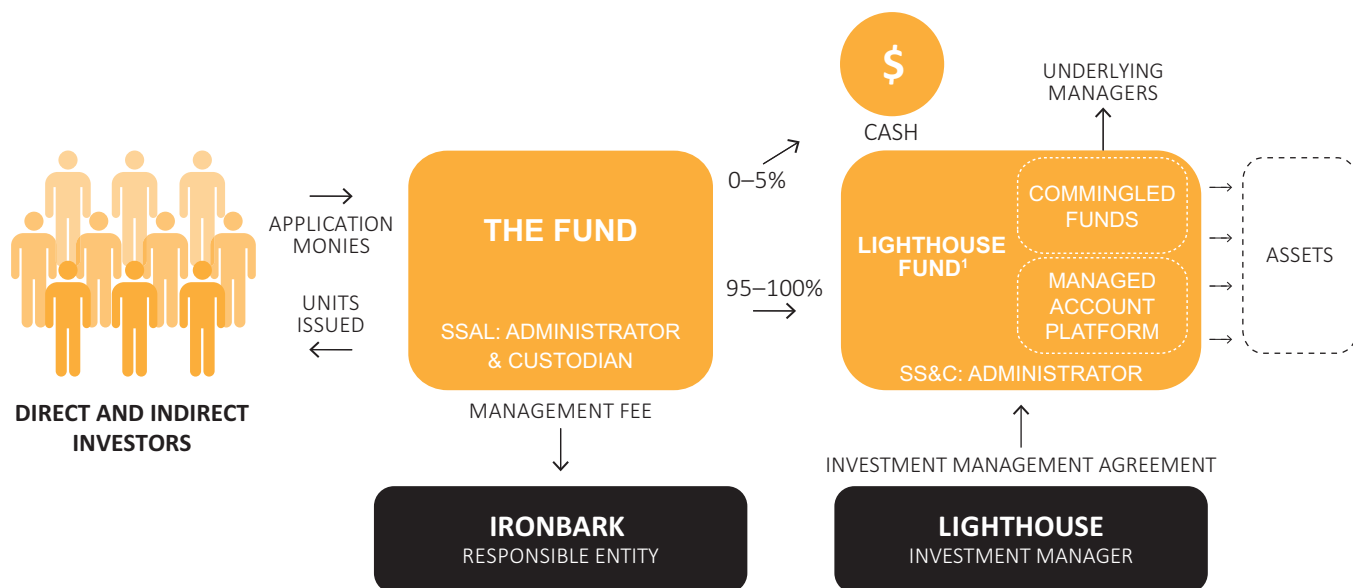 $
CASH
UNDERLYING
MANAGERS
APPLICATION
MONIES
UNITS
ISSUED
DIRECT AND INDIRECT
INVESTORS
THE FUND
SSAL: ADMINISTRATOR
& CUSTODIAN
0–5%
95–100%
LIGHTHOUSE
FUND¹
COMMINGLED
FUNDS
MANAGED
ACCOUNT
PLATFORM
SS&C: ADMINISTRATOR
ASSETS
MANAGEMENT FEE
INVESTMENT MANAGEMENT AGREEMENT
IRONBARK
RESPONSIBLE ENTITY
LIGHTHOUSE
INVESTMENT MANAGER